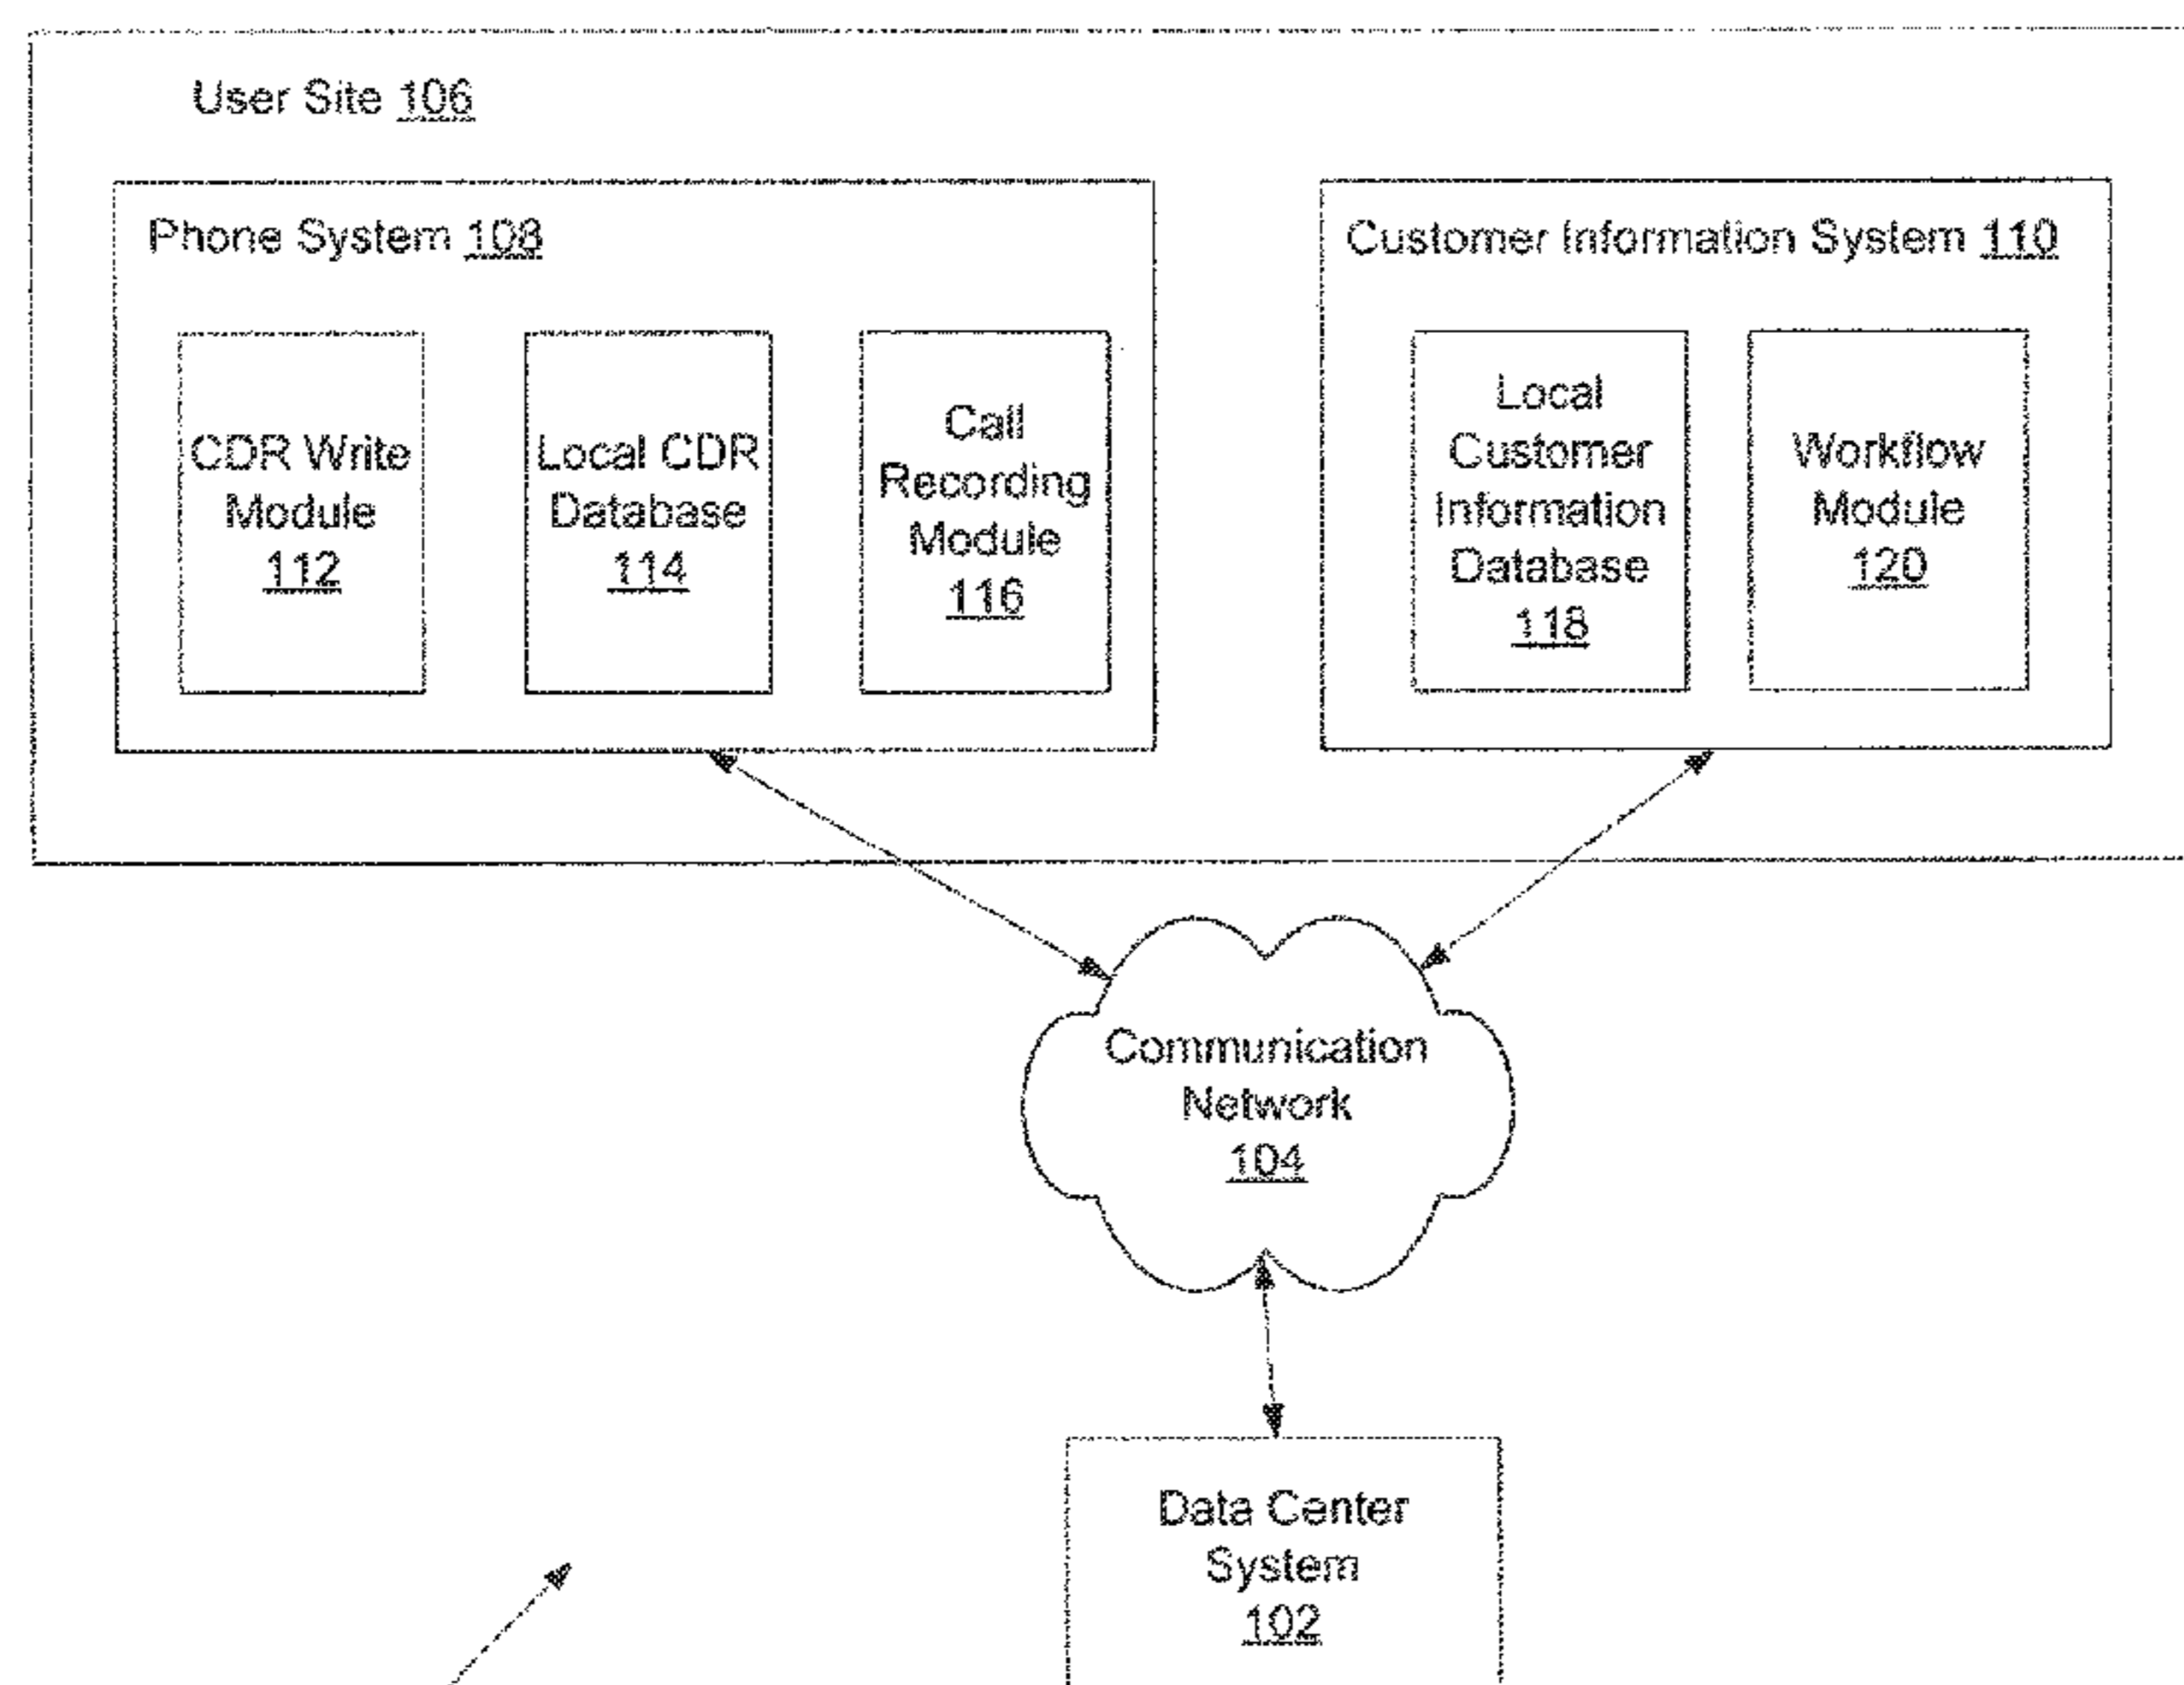 User Site 106
Phone System 108
Customer Information System 110
CDR Write
Module
112
Local CDR
Database
114
Call
Recording
Module
116
Local
Customer
Information
Database
118
Workflow
Module
120
Communication
Network
104
Data Center
System
102